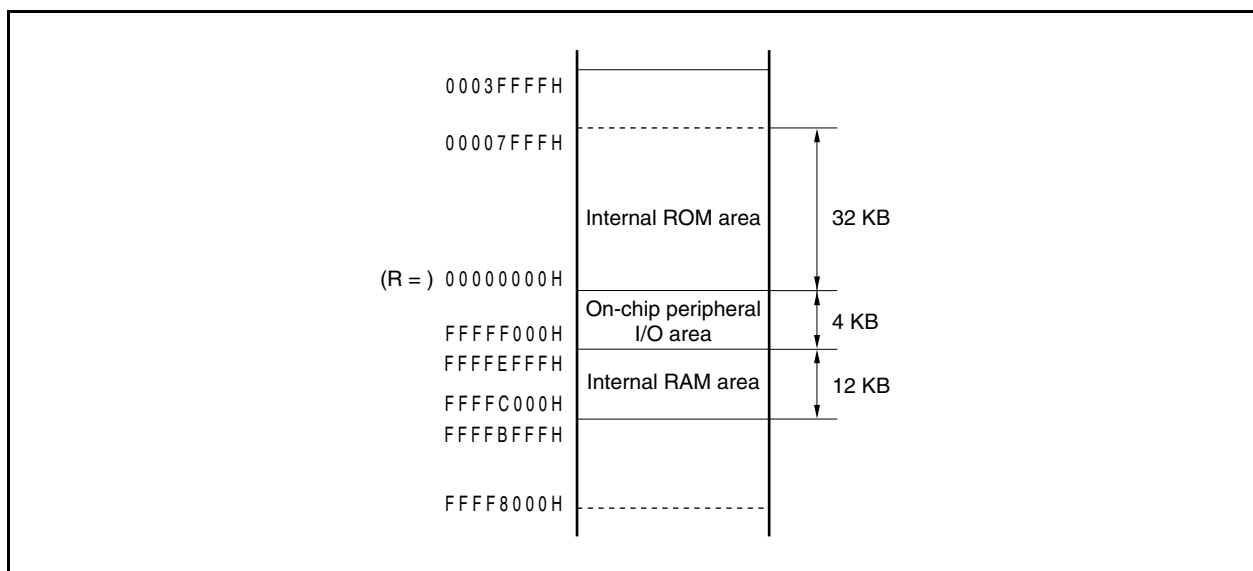 0003FFFFH
00007FFFH
Internal ROM area
32 KB
(R = ) 00000000H
On-chip peripheral
I/O area
4 KB
FFFFF000H
FFFFEFFFH
Internal RAM area
12 KB
FFFFC000H
FFFFBFFFH
FFFF8000H